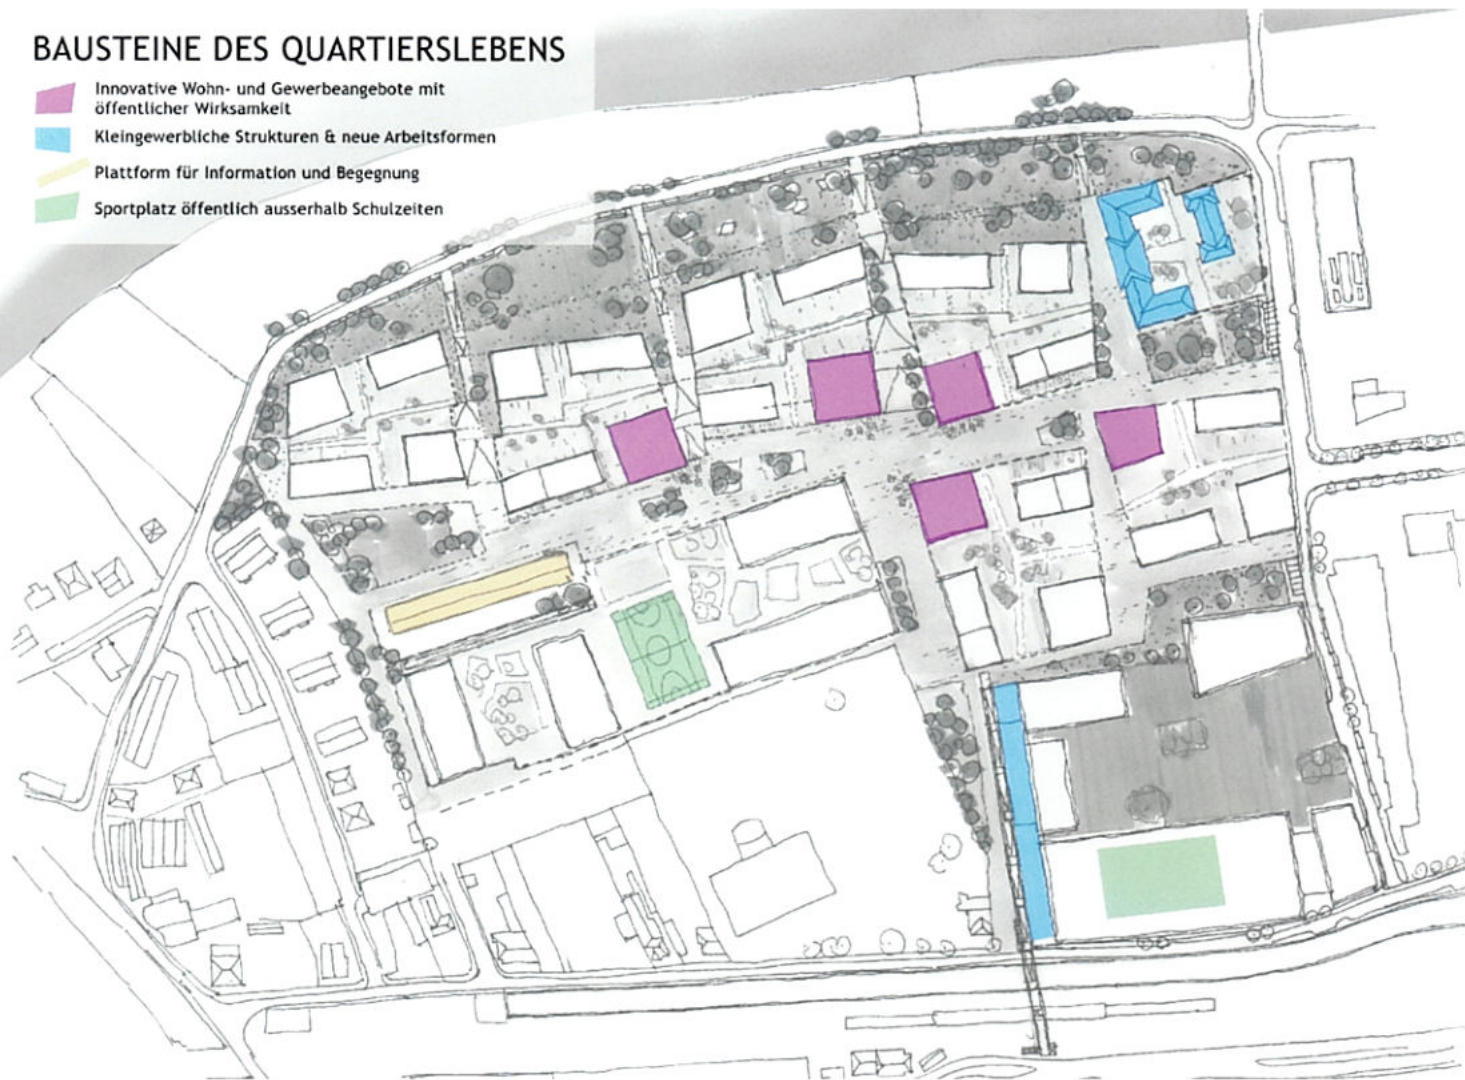 BAUSTEINE DES QUARTIERSLEBENS
Innovative Wohn- und Gewerbeangebote mit
öffentlicher Wirksamkeit
Kleingewerbliche Strukturen & neue Arbeitsformen
Plattform für Information und Begegnung
Sportplatz öffentlich ausserhalb Schulzeiten